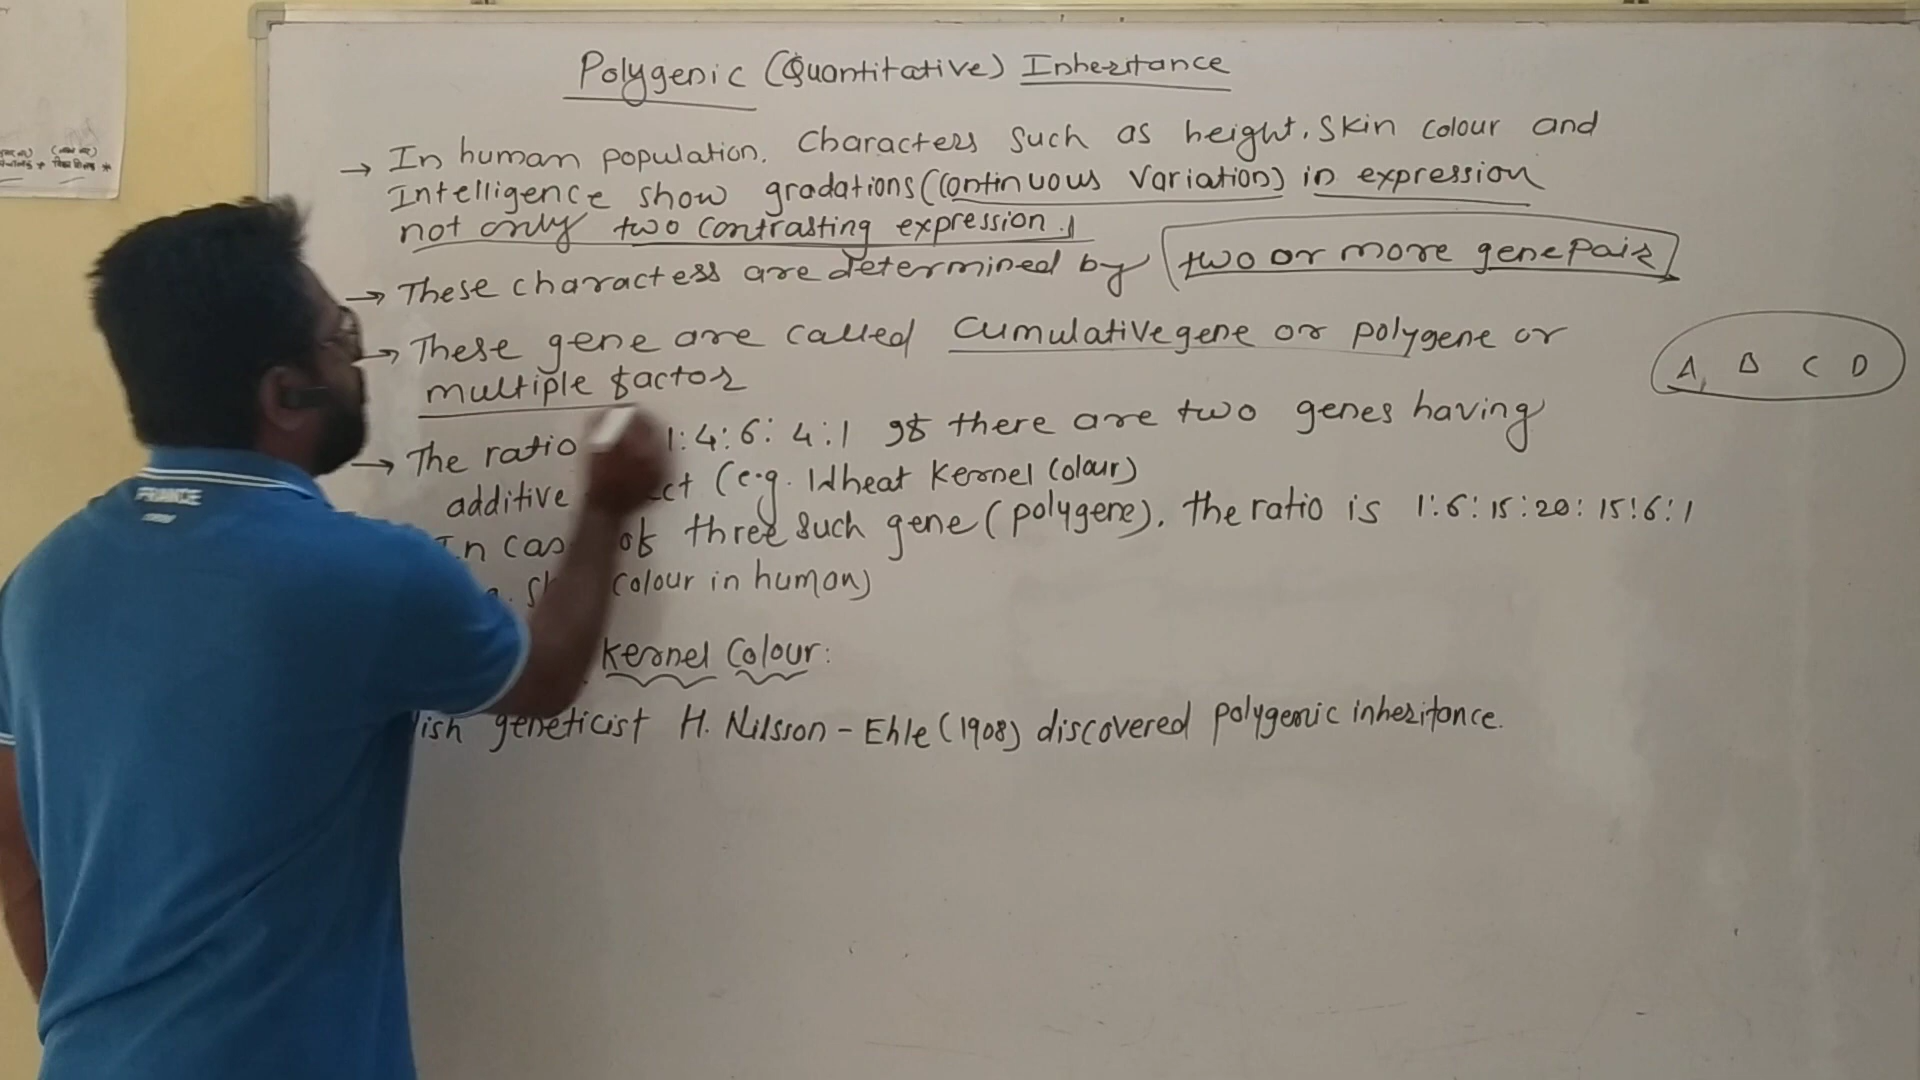 Polygenic (Quantitative) Inheritance
→ In human population, Characters such as height, Skin colour and
Intelligence show gradations (Continuous Variation) in expression
not only two contrasting expression.
→ These characters are determined by two or more gene pairs
→ These gene are called Cumulative gene or polygene or
multiple factor
A, B C D
→ The ratio 1:4:6:4:1 If there are two genes having
additive (e.g. Wheat Kernel Colour)
In case of three such gene (polygene), the ratio is 1:6:15:20:15:6:1
colour in human)
Kernel Colour:
geneticist H. Nilsson-Ehle (1908) discovered polygenic inheritance.
FRANCE